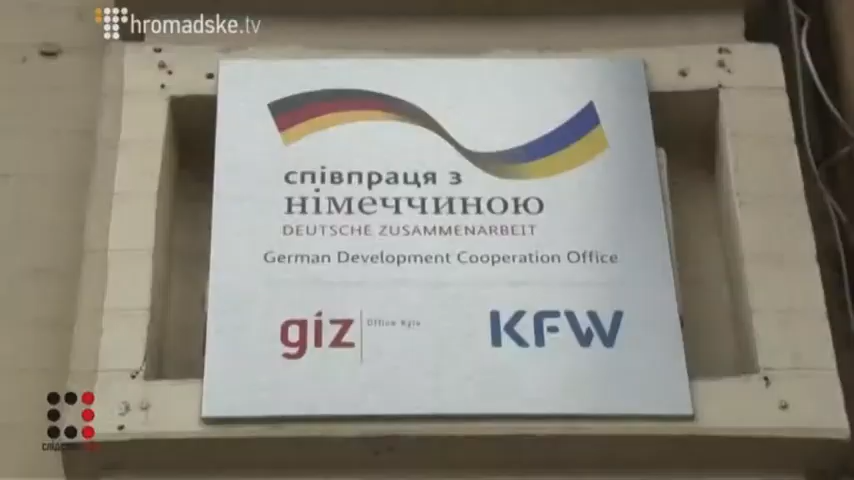 hromadske.tv
співпраця з
німеччиною
DEUTSCHE ZUSAMMENARBEIT
German Development Cooperation Office
giz Office Kyiv KFW